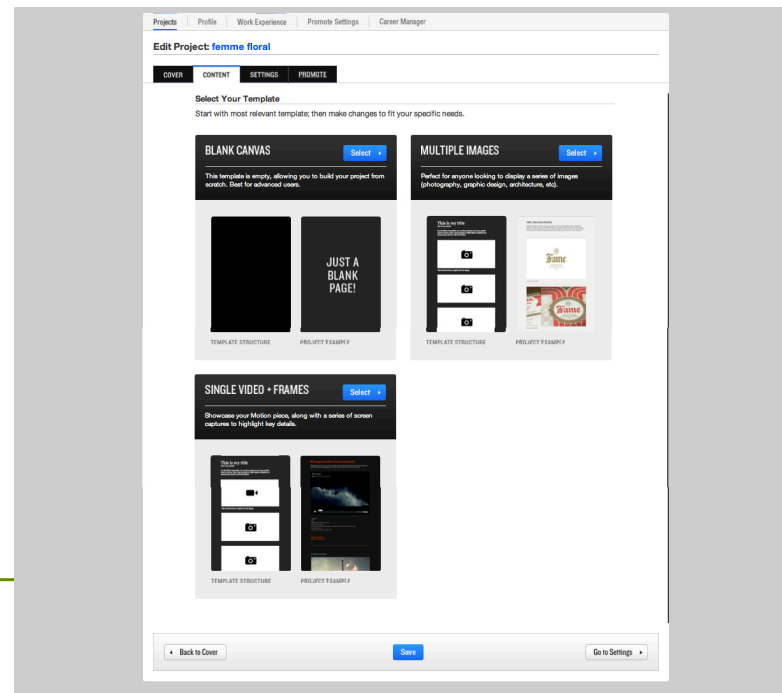 Projects Profile Work Experience Promote Settings Career Manager
Edit Project: femme floral
COVER CONTENT SETTINGS PROMOTE
Select Your Template
Start with most relevant template; then make changes to fit your specific needs.
BLANK CANVAS Select
This template is empty, allowing you to build your project from
scratch. Best for advanced users.
JUST A
BLANK
PAGE!
TEMPLATE STRUCTURE PROJECT EXAMPLE
MULTIPLE IMAGES Select
Perfect for anyone looking to display a series of images
(photography, graphic design, architecture, etc).
This is my title
Fame
Fame
TEMPLATE STRUCTURE PROJECT EXAMPLE
SINGLE VIDEO + FRAMES Select
Showcase your Motion piece, along with a series of screen
captures to highlight key details.
This is my title
TEMPLATE STRUCTURE PROJECT EXAMPLE
Back to Cover Save Go to Settings